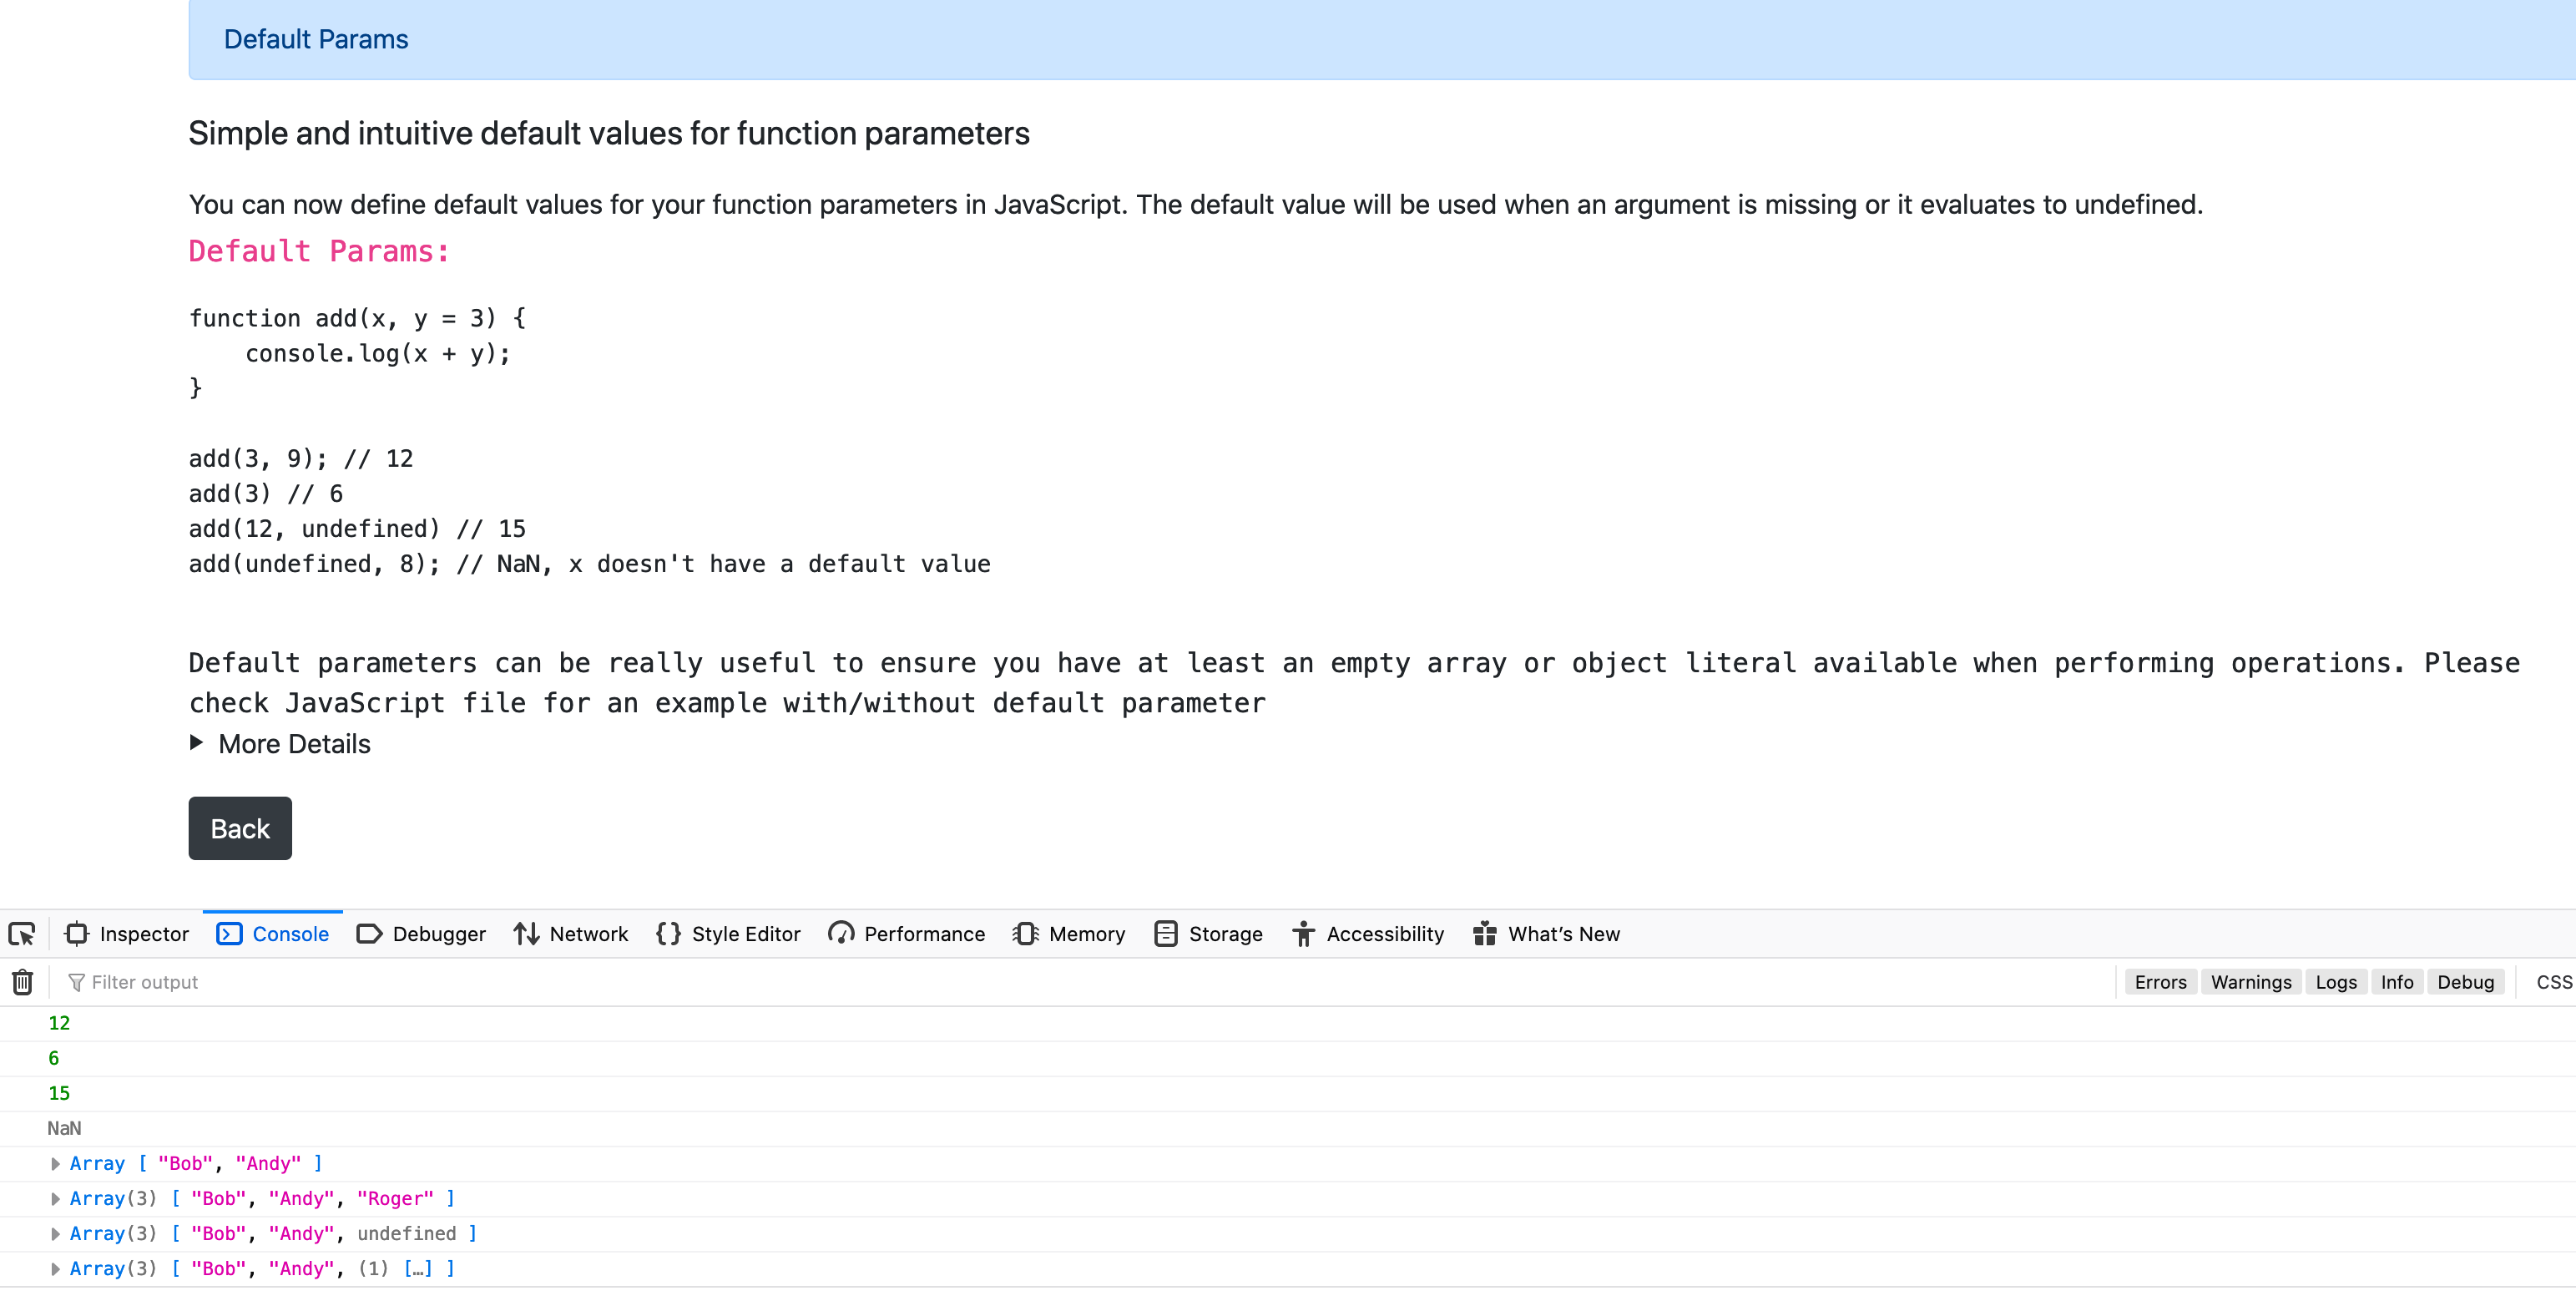 Default Params
Simple and intuitive default values for function parameters
You can now define default values for your function parameters in JavaScript. The default value will be used when an argument is missing or it evaluates to undefined.
Default Params:
function add(x, y = 3) {
    console.log(x + y);
}
add(3, 9); // 12
add(3) // 6
add(12, undefined) // 15
add(undefined, 8); // NaN, x doesn't have a default value
Default parameters can be really useful to ensure you have at least an empty array or object literal available when performing operations. Please
check JavaScript file for an example with/without default parameter
More Details
Back
Inspector Console Debugger Network Style Editor Performance Memory Storage Accessibility What's New
Filter output Errors Warnings Logs Info Debug CSS
12
6
15
NaN
Array [ "Bob", "Andy" ]
Array(3) [ "Bob", "Andy", "Roger" ]
Array(3) [ "Bob", "Andy", undefined ]
Array(3) [ "Bob", "Andy", (1) […] ]